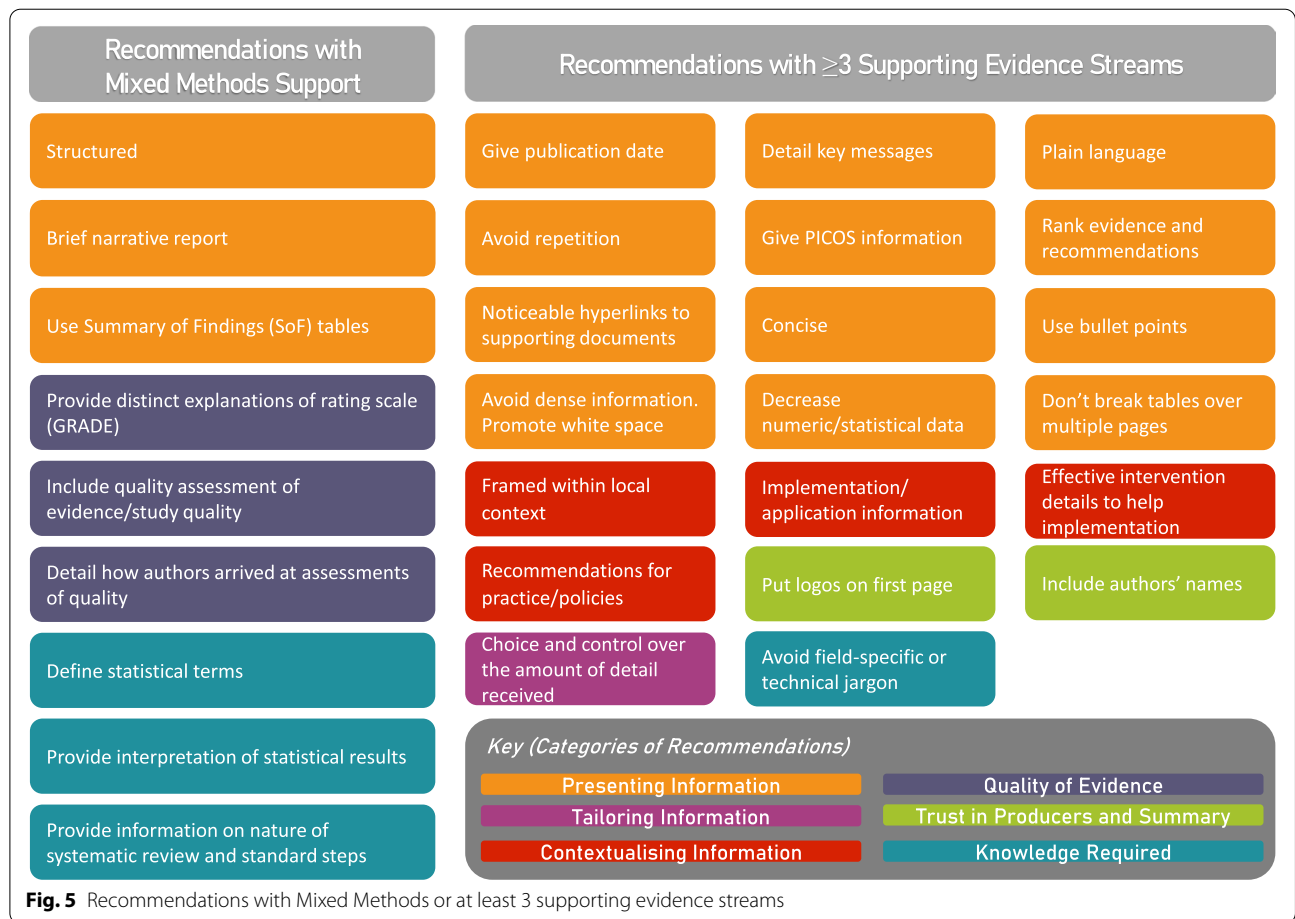 Recommendations with
Mixed Methods Support
Structured
Brief narrative report
Use Summary of Findings (SoF) tables
Provide distinct explanations of rating scale
(GRADE)
Include quality assessment of
evidence/study quality
Detail how authors arrived at assessments
of quality
Define statistical terms
Provide interpretation of statistical results
Provide information on nature of
systematic review and standard steps
Recommendations with ≥3 Supporting Evidence Streams
Give publication date
Detail key messages
Plain language
Avoid repetition
Give PICOS information
Rank evidence and
recommendations
Noticeable hyperlinks to
supporting documents
Concise
Use bullet points
Avoid dense information.
Promote white space
Decrease
numeric/statistical data
Don't break tables over
multiple pages
Framed within local
context
Implementation/
application information
Effective intervention
details to help
implementation
Recommendations for
practice/policies
Put logos on first page
Include authors' names
Choice and control over
the amount of detail
received
Avoid field-specific or
technical jargon
Key (Categories of Recommendations)
Presenting Information
Quality of Evidence
Tailoring Information
Trust in Producers and Summary
Contextualising Information
Knowledge Required
Fig. 5 Recommendations with Mixed Methods or at least 3 supporting evidence streams